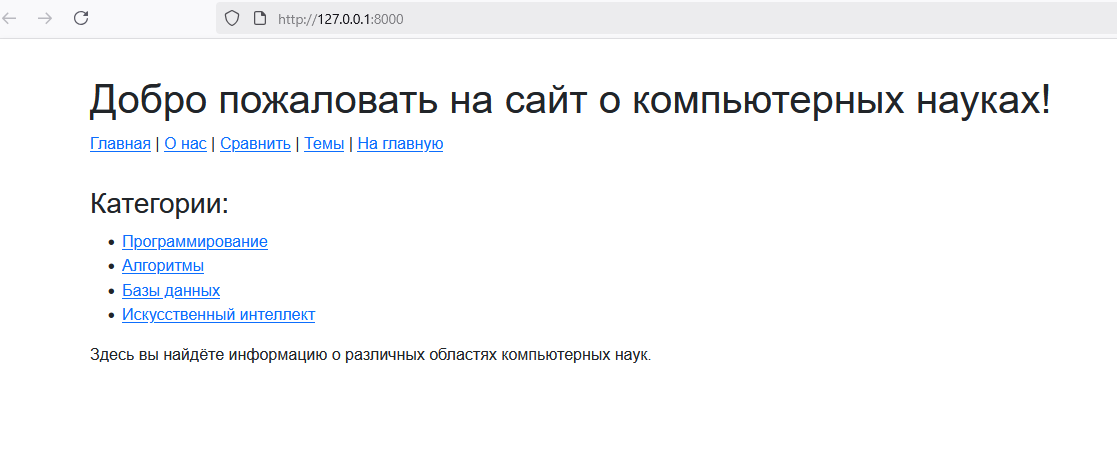 http://127.0.0.1:8000
Добро пожаловать на сайт о компьютерных науках!
Главная | О нас | Сравнить | Темы | На главную
Категории:
• Программирование
• Алгоритмы
• Базы данных
• Искусственный интеллект
Здесь вы найдёте информацию о различных областях компьютерных наук.